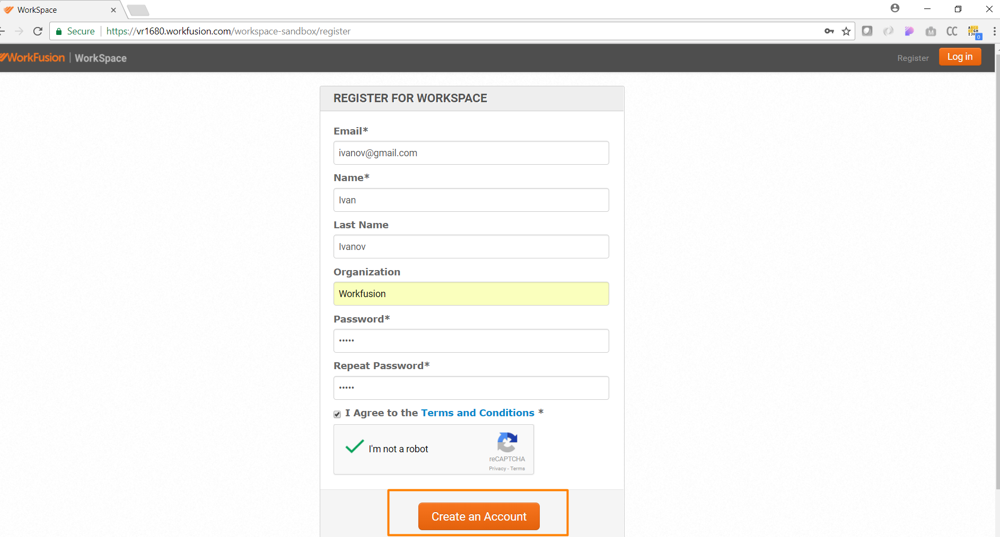 WorkSpace
Secure
https://vr1680.workfusion.com/workspace-sandbox/register
M
CC
0
WorkFusion | WorkSpace
Register
Log in
REGISTER FOR WORKSPACE
Email*
ivanov@gmail.com
Name*
Ivan
Last Name
Ivanov
Organization
Workfusion
Password*
•••••
Repeat Password*
•••••
I Agree to the Terms and Conditions *
I'm not a robot
reCAPTCHA
Privacy - Terms
Create an Account